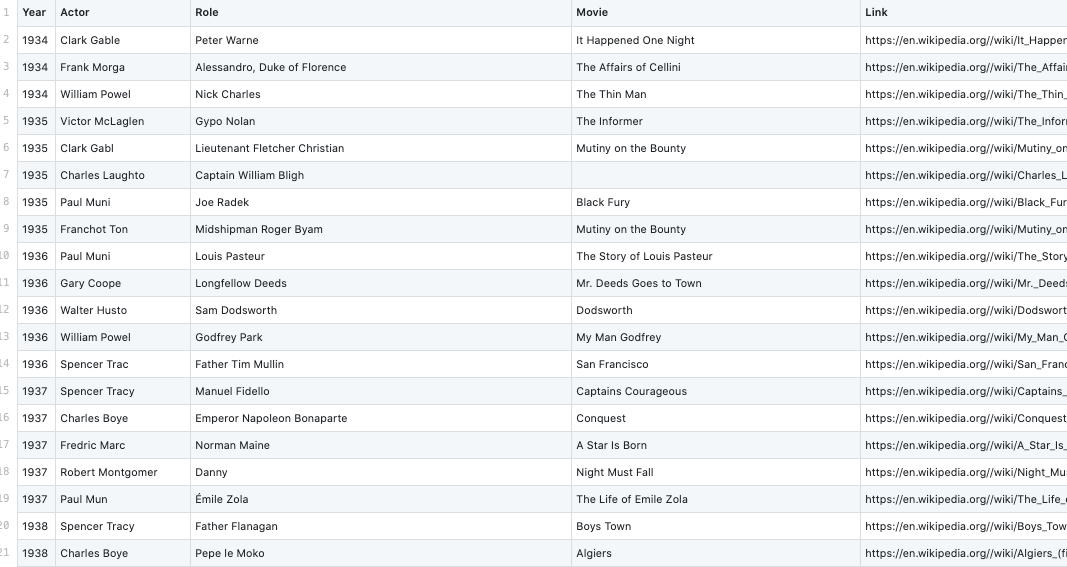 1 Year Actor Role Movie Link
2 1934 Clark Gable Peter Warne It Happened One Night https://en.wikipedia.org//wiki/It_Happen
3 1934 Frank Morga Alessandro, Duke of Florence The Affairs of Cellini https://en.wikipedia.org//wiki/The_Affai
4 1934 William Powel Nick Charles The Thin Man https://en.wikipedia.org//wiki/The_Thin_
5 1935 Victor McLaglen Gypo Nolan The Informer https://en.wikipedia.org//wiki/The_Infor
6 1935 Clark Gabl Lieutenant Fletcher Christian Mutiny on the Bounty https://en.wikipedia.org//wiki/Mutiny_on
7 1935 Charles Laughto Captain William Bligh https://en.wikipedia.org//wiki/Charles_L
8 1935 Paul Muni Joe Radek Black Fury https://en.wikipedia.org//wiki/Black_Fur
9 1935 Franchot Ton Midshipman Roger Byam Mutiny on the Bounty https://en.wikipedia.org//wiki/Mutiny_on
10 1936 Paul Muni Louis Pasteur The Story of Louis Pasteur https://en.wikipedia.org//wiki/The_Story
11 1936 Gary Coope Longfellow Deeds Mr. Deeds Goes to Town https://en.wikipedia.org//wiki/Mr._Deeds
12 1936 Walter Husto Sam Dodsworth Dodsworth https://en.wikipedia.org//wiki/Dodswort
13 1936 William Powel Godfrey Park My Man Godfrey https://en.wikipedia.org//wiki/My_Man_G
14 1936 Spencer Trac Father Tim Mullin San Francisco https://en.wikipedia.org//wiki/San_Franc
15 1937 Spencer Tracy Manuel Fidello Captains Courageous https://en.wikipedia.org//wiki/Captains_
16 1937 Charles Boye Emperor Napoleon Bonaparte Conquest https://en.wikipedia.org//wiki/Conquest
17 1937 Fredric Marc Norman Maine A Star Is Born https://en.wikipedia.org//wiki/A_Star_Is_
18 1937 Robert Montgomer Danny Night Must Fall https://en.wikipedia.org//wiki/Night_Mu
19 1937 Paul Mun Émile Zola The Life of Emile Zola https://en.wikipedia.org//wiki/The_Life_
20 1938 Spencer Tracy Father Flanagan Boys Town https://en.wikipedia.org//wiki/Boys_Tow
21 1938 Charles Boye Pepe le Moko Algiers https://en.wikipedia.org//wiki/Algiers_(fi